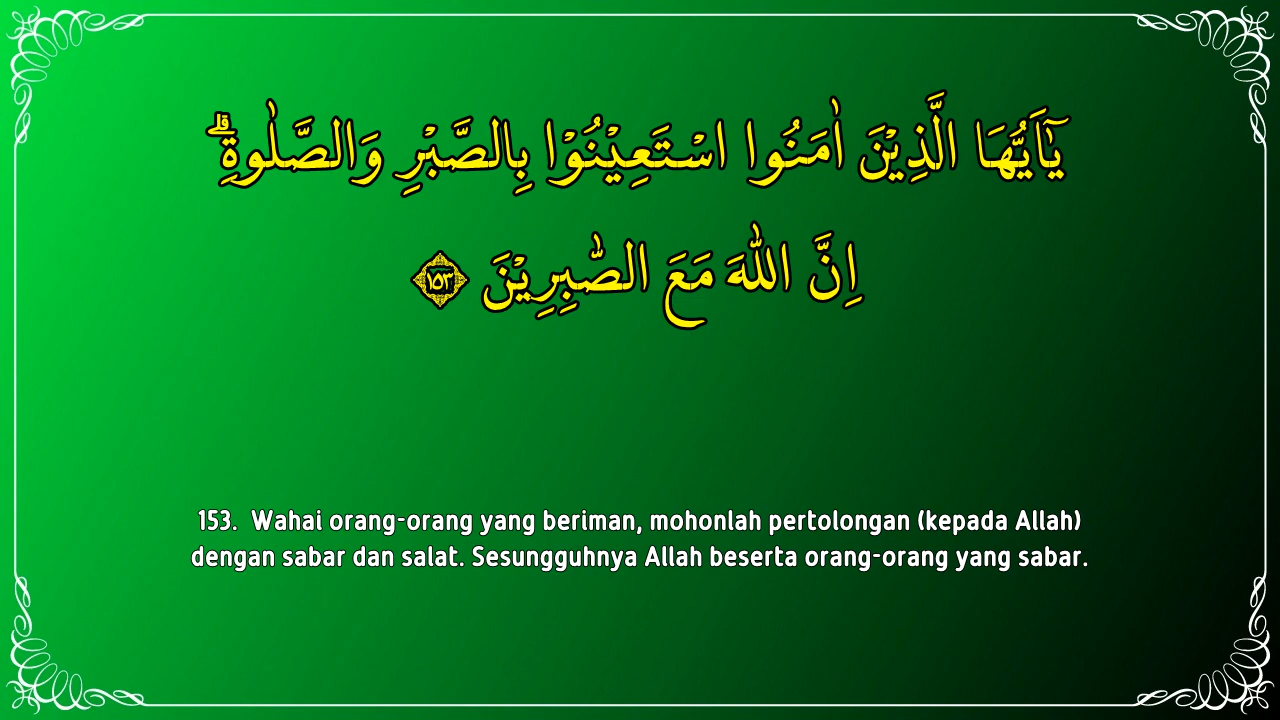 يٰٓاَيُّهَا الَّذِيْنَ اٰمَنُوا اسْتَعِيْنُوْا بِالصَّبْرِ وَالصَّلٰوةِ ۗ
اِنَّ اللّٰهَ مَعَ الصّٰبِرِيْنَ ١٥٣
153. Wahai orang-orang yang beriman, mohonlah pertolongan (kepada Allah)
dengan sabar dan salat. Sesungguhnya Allah beserta orang-orang yang sabar.